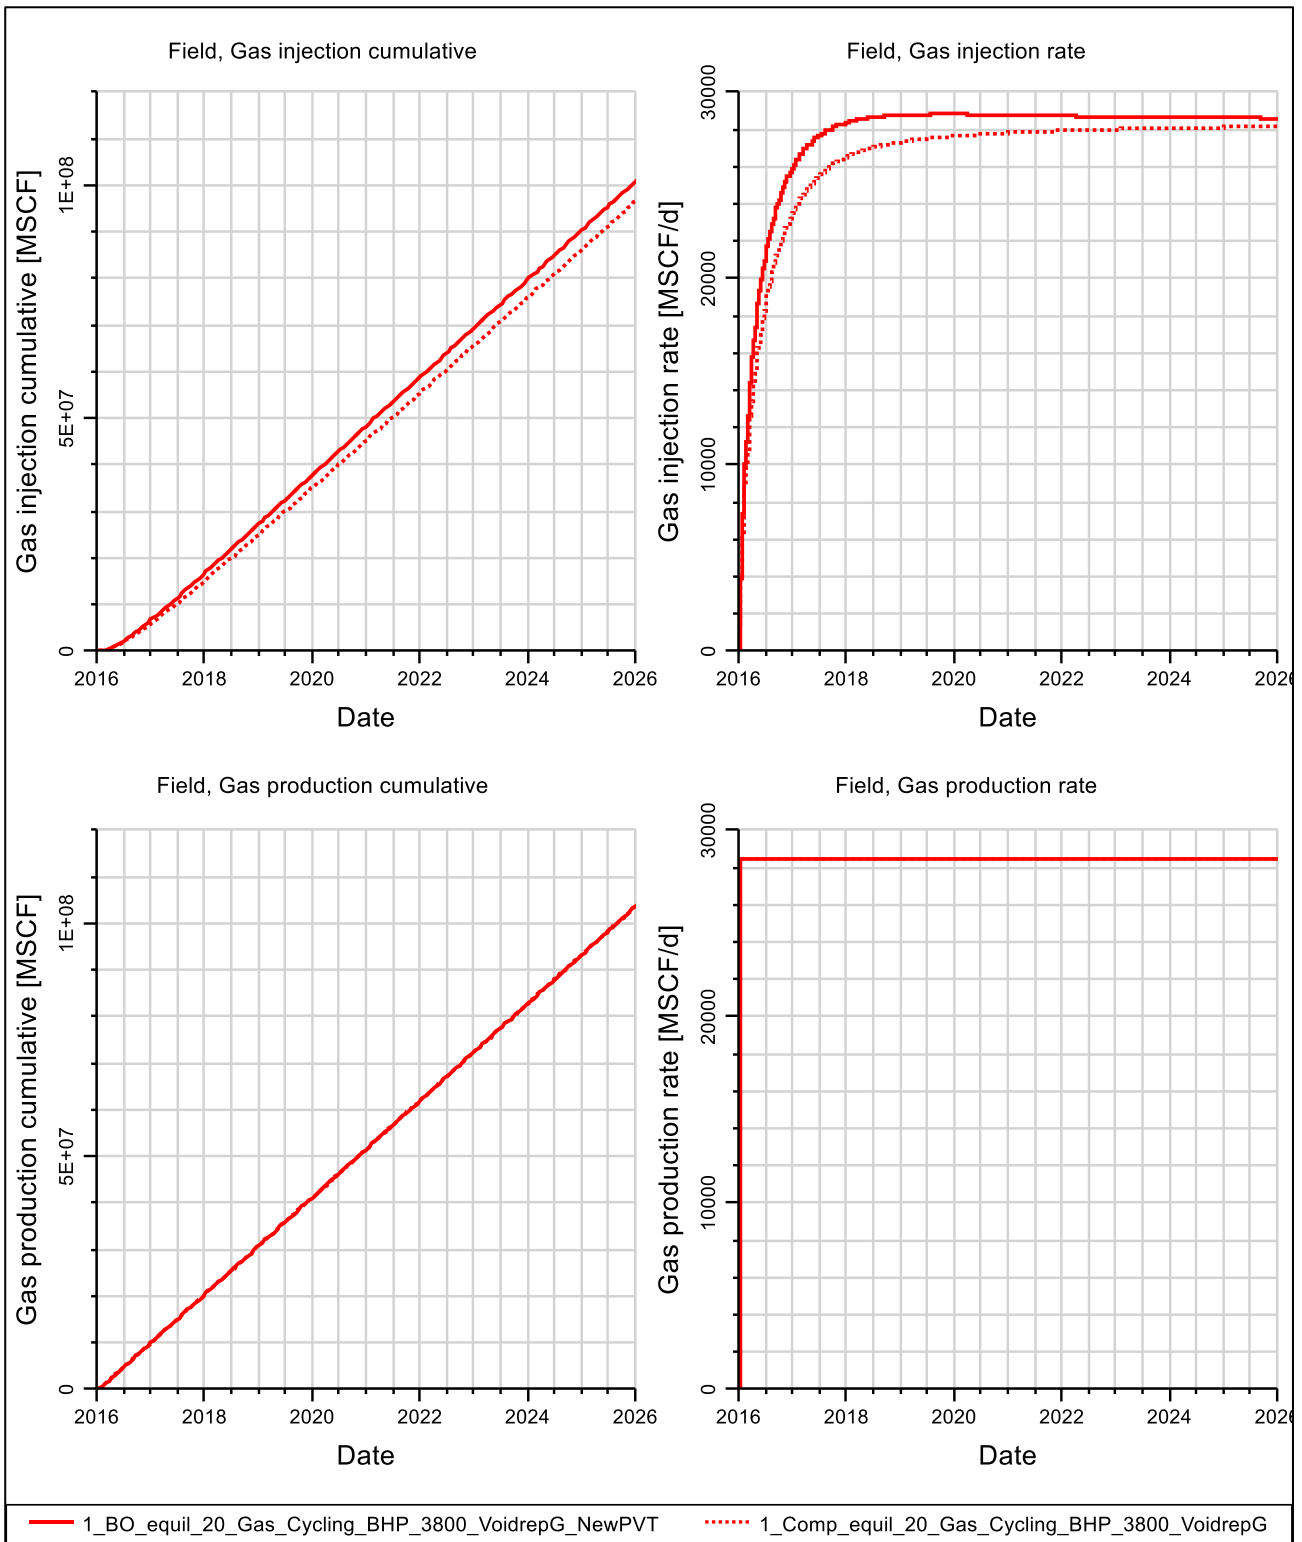 Field, Gas injection cumulative
Gas injection cumulative [MSCF]
1E+08
5E+07
0
2016 2018 2020 2022 2024 2026
Date
Field, Gas injection rate
Gas injection rate [MSCF/d]
30000
20000
10000
0
2016 2018 2020 2022 2024 2026
Date
Field, Gas production cumulative
Gas production cumulative [MSCF]
1E+08
5E+07
0
2016 2018 2020 2022 2024 2026
Date
Field, Gas production rate
Gas production rate [MSCF/d]
30000
20000
10000
0
2016 2018 2020 2022 2024 2026
Date
1_BO_equil_20_Gas_Cycling_BHP_3800_VoidrepG_NewPVT
1_Comp_equil_20_Gas_Cycling_BHP_3800_VoidrepG